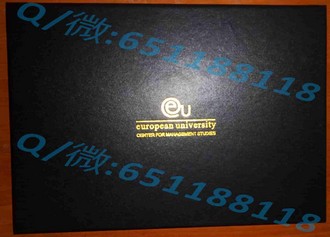 Q/微:651188118
eu
european university
CENTER FOR MANAGEMENT STUDIES
Q/微:651188118